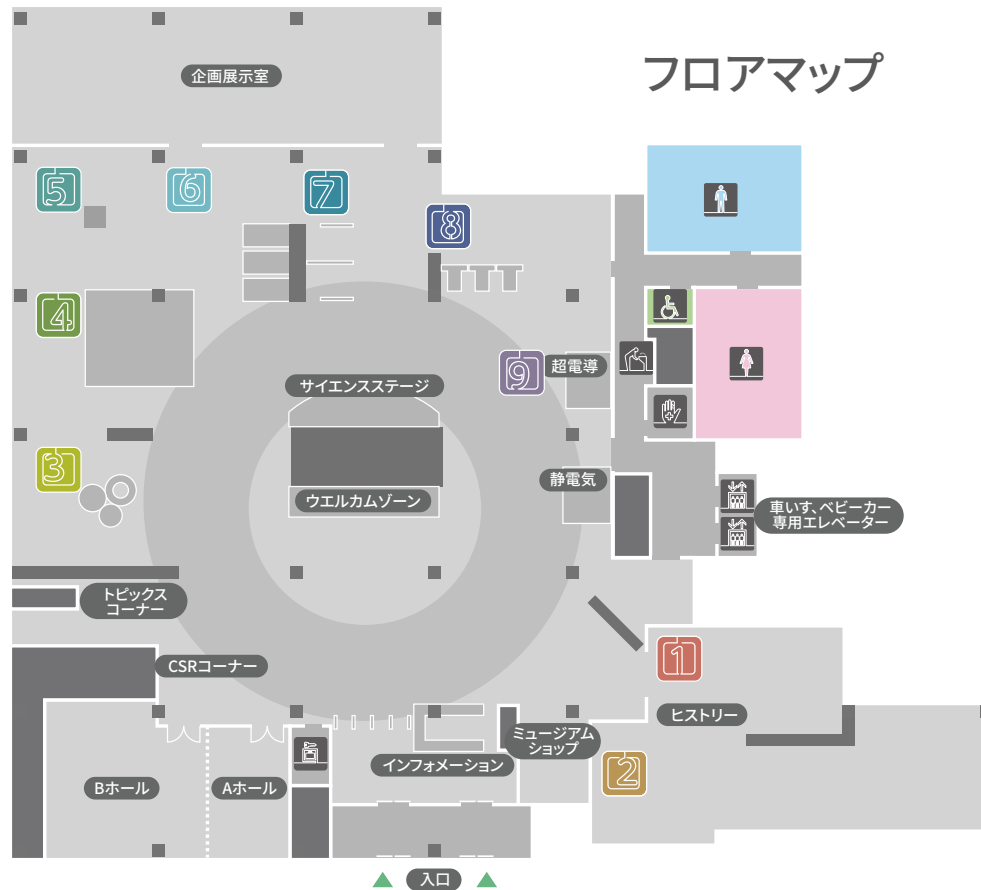 フロアマップ
企画展示室
5
6
7
8
4
9
超電導
サイエンスステージ
3
静電気
ウエルカムゾーン
車いす、ベビーカー
専用エレベーター
トピックス
コーナー
CSRコーナー
1
ヒストリー
ミュージアム
ショップ
インフォメーション
2
Bホール
Aホール
入口